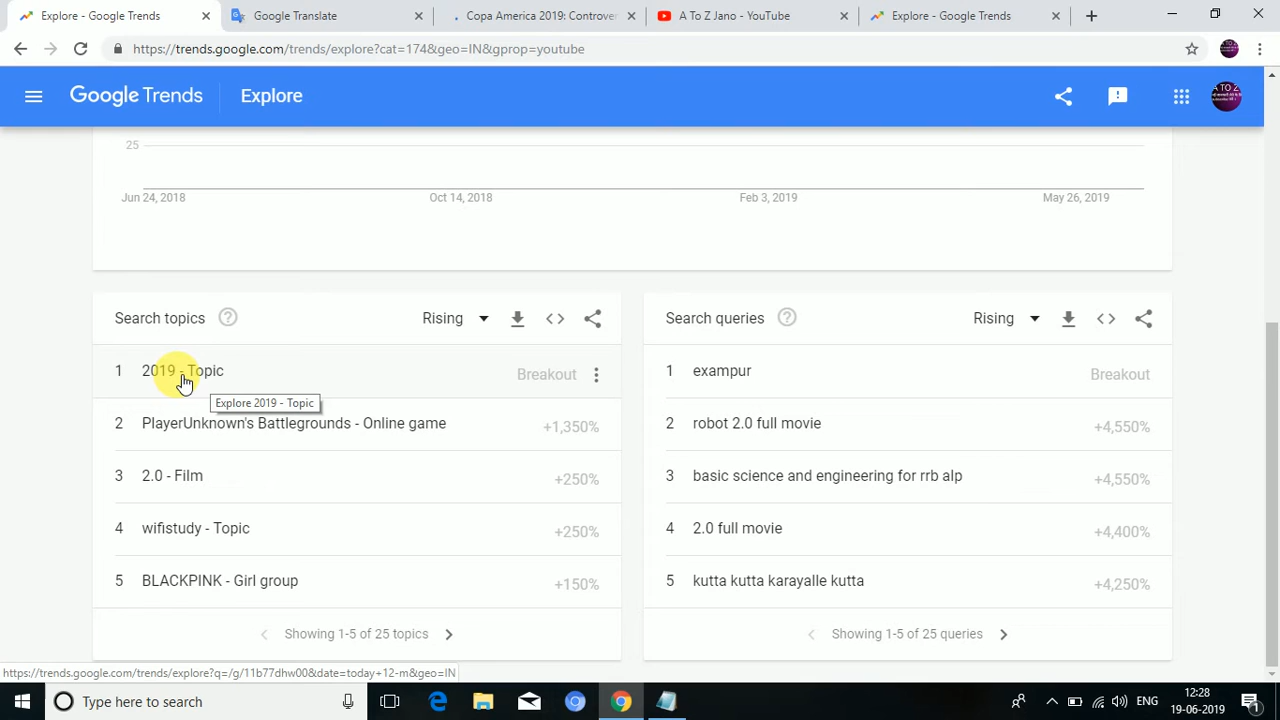 Explore - Google Trends
Google Translate
Copa America 2019: Controver
A To Z Jano - YouTube
Explore - Google Trends
https://trends.google.com/trends/explore?cat=174&geo=IN&gprop=youtube
Google Trends
Explore
A TO Z
25
Jun 24, 2018
Oct 14, 2018
Feb 3, 2019
May 26, 2019
Search topics
Rising
1 2019 - Topic Breakout
Explore 2019 - Topic
2 PlayerUnknown's Battlegrounds - Online game +1,350%
3 2.0 - Film +250%
4 wifistudy - Topic +250%
5 BLACKPINK - Girl group +150%
Showing 1-5 of 25 topics
Search queries
Rising
1 exampur Breakout
2 robot 2.0 full movie +4,550%
3 basic science and engineering for rrb alp +4,550%
4 2.0 full movie +4,400%
5 kutta kutta karayalle kutta +4,250%
Showing 1-5 of 25 queries
https://trends.google.com/trends/explore?q=/g/11b77dhw00&date=today+12-m&geo=IN
Type here to search
ENG
12:28
19-06-2019
1